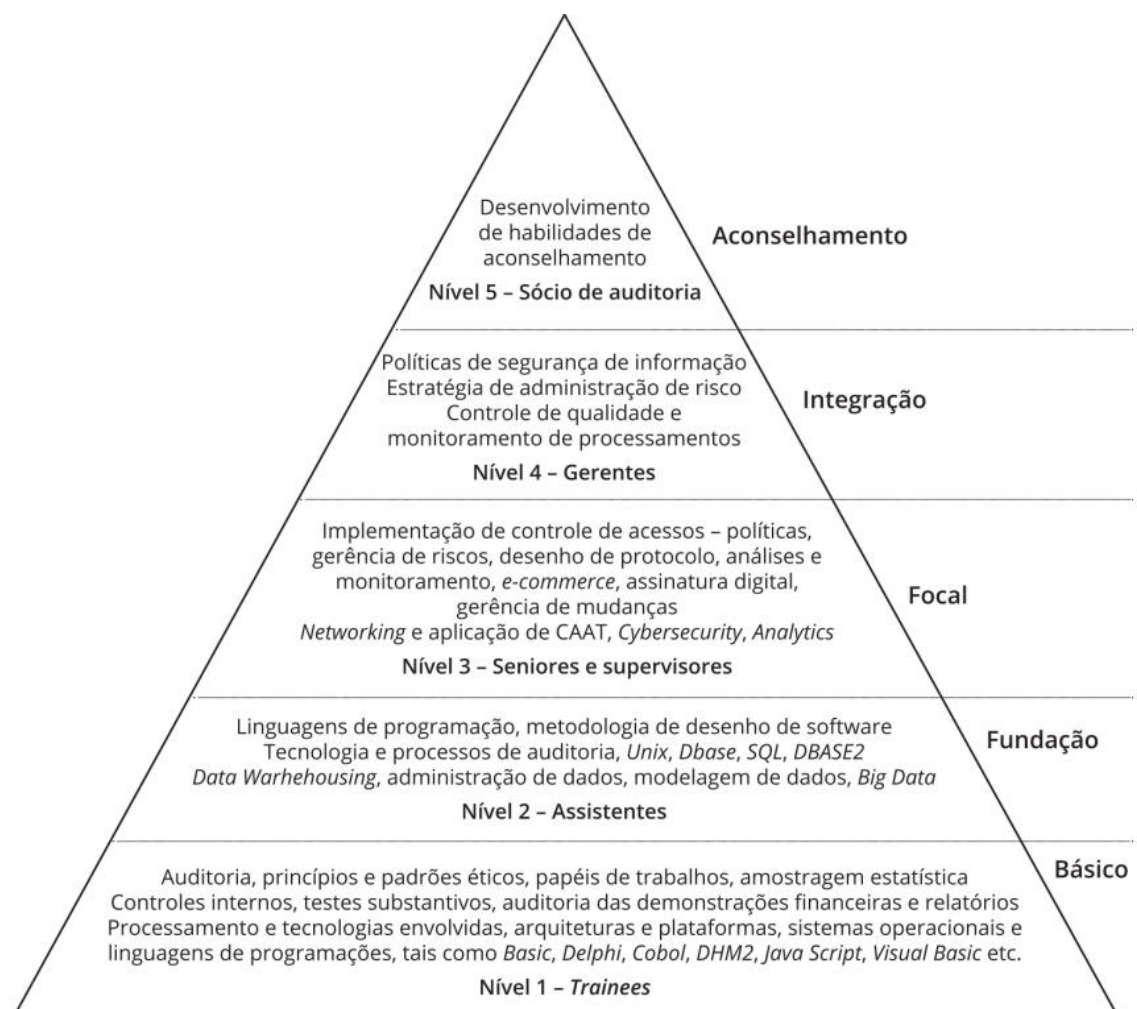 Desenvolvimento
de habilidades de
aconselhamento
Nível 5 – Sócio de auditoria
Aconselhamento
Políticas de segurança de informação
Estratégia de administração de risco
Controle de qualidade e
monitoramento de processamentos
Nível 4 – Gerentes
Integração
Implementação de controle de acessos – políticas,
gerência de riscos, desenho de protocolo, análises e
monitoramento, e-commerce, assinatura digital,
gerência de mudanças
Networking e aplicação de CAAT, Cybersecurity, Analytics
Nível 3 – Seniores e supervisores
Focal
Linguagens de programação, metodologia de desenho de software
Tecnologia e processos de auditoria, Unix, Dbase, SQL, DBASE2
Data Warhehousing, administração de dados, modelagem de dados, Big Data
Nível 2 – Assistentes
Fundação
Auditoria, princípios e padrões éticos, papéis de trabalhos, amostragem estatística
Controles internos, testes substantivos, auditoria das demonstrações financeiras e relatórios
Processamento e tecnologias envolvidas, arquiteturas e plataformas, sistemas operacionais e
linguagens de programações, tais como Basic, Delphi, Cobol, DHM2, Java Script, Visual Basic etc.
Nível 1 – Trainees
Básico